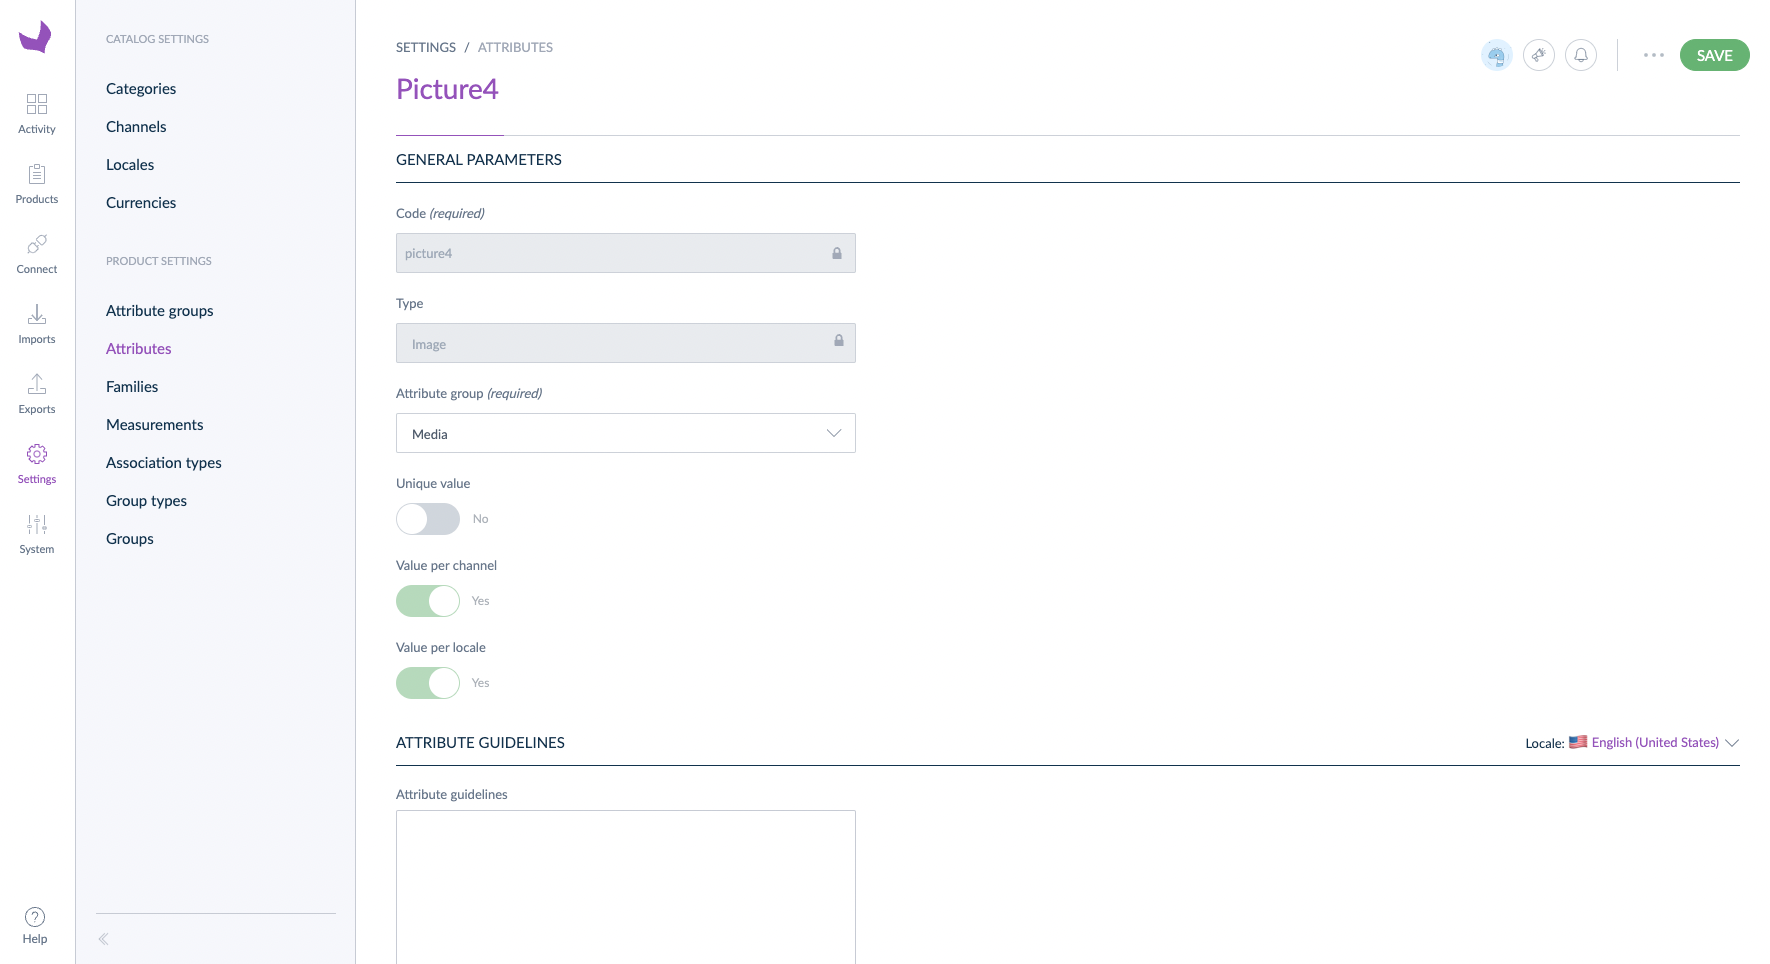 Activity
Products
Connect
Imports
Exports
Settings
System
Help
CATALOG SETTINGS
Categories
Channels
Locales
Currencies
PRODUCT SETTINGS
Attribute groups
Attributes
Families
Measurements
Association types
Group types
Groups
SETTINGS / ATTRIBUTES
SAVE
Picture4
GENERAL PARAMETERS
Code (required)
picture4
Type
Image
Attribute group (required)
Media
Unique value
No
Value per channel
Yes
Value per locale
Yes
ATTRIBUTE GUIDELINES
Locale: English (United States)
Attribute guidelines